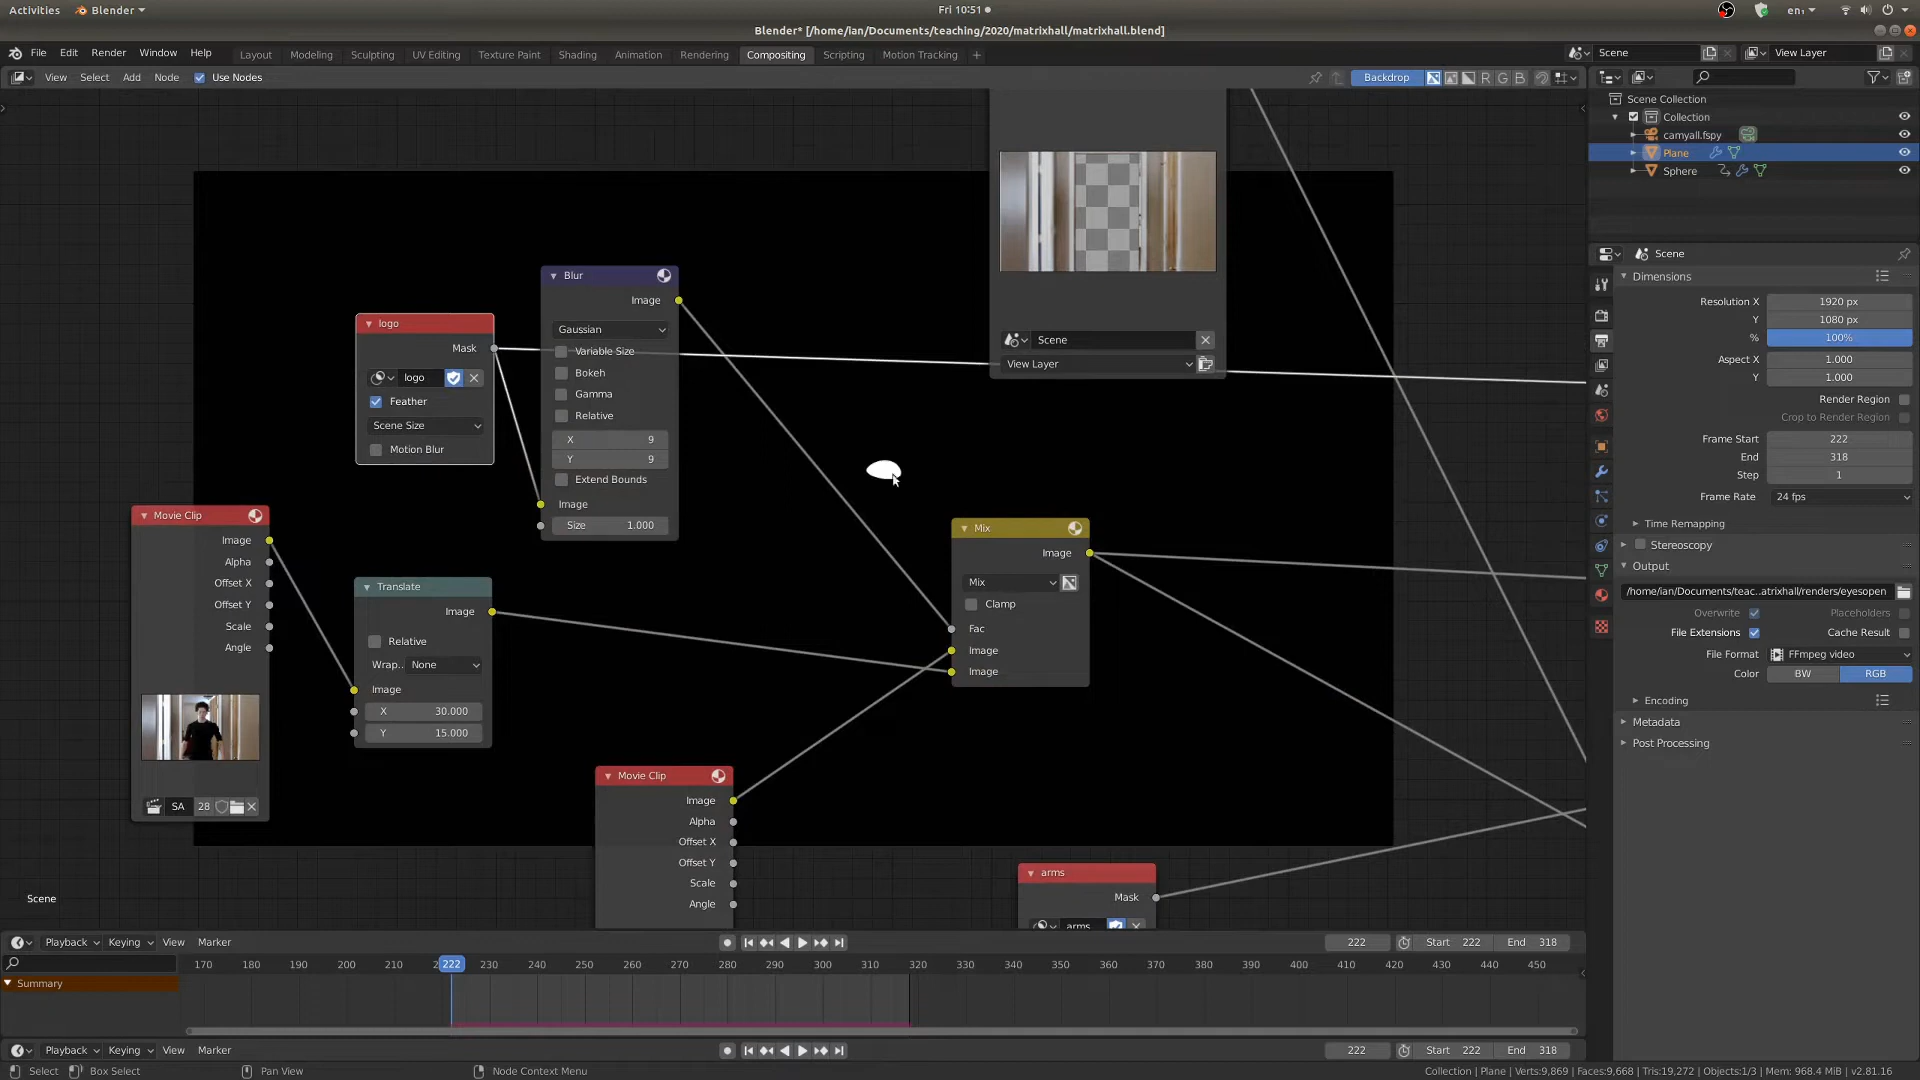 Activities
Blender
Fri 10:51
en₁
Blender* [/home/ian/Documents/teaching/2020/matrixhall/matrixhall.blend]
File Edit Render Window Help
Layout Modeling Sculpting UV Editing Texture Paint Shading Animation Rendering Compositing Scripting Motion Tracking +
Scene
View Layer
View Select Add Node Use Nodes
Backdrop
R G B
Scene Collection
Collection
camyall.fspy
Plane
Sphere
Blur
Image
Gaussian
Variable Size
Bokeh
Gamma
Relative
X 9
Y 9
Extend Bounds
Image
Size 1.000
logo
Mask
logo
Feather
Scene Size
Motion Blur
Scene
View Layer
Movie Clip
Image
Alpha
Offset X
Offset Y
Scale
Angle
SA 28
Translate
Image
Relative
Wrap.. None
Image
X 30.000
Y 15.000
Mix
Image
Mix
Clamp
Fac
Image
Image
Movie Clip
Image
Alpha
Offset X
Offset Y
Scale
Angle
arms
Mask
arms
Scene
Scene
Dimensions
Resolution X 1920 px
Y 1080 px
% 100%
Aspect X 1.000
Y 1.000
Render Region
Crop to Render Region
Frame Start 222
End 318
Step 1
Frame Rate 24 fps
Time Remapping
Stereoscopy
Output
/home/ian/Documents/teac..atrixhall/renders/eyesopen
Overwrite Placeholders
File Extensions Cache Result
File Format FFmpeg video
Color BW RGB
Encoding
Metadata
Post Processing
Playback Keying View Marker
222 Start 222 End 318
170 180 190 200 210 222 230 240 250 260 270 280 290 300 310 320 330 340 350 360 370 380 390 400 410 420 430 440 450
Summary
Playback Keying View Marker
222 Start 222 End 318
Select Box Select Pan View Node Context Menu
Collection | Plane | Verts:9,869 | Faces:9,668 | Tris:19,272 | Objects:1/3 | Mem: 968.4 MiB | v2.81.16